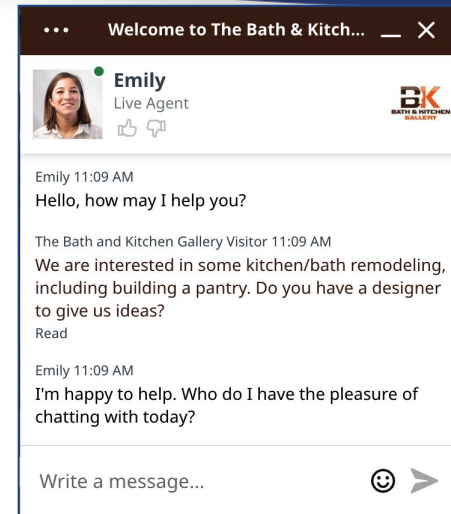 ... Welcome to The Bath & Kitch...
Emily
Live Agent
BK
BATH & KITCHEN
GALLERY
Emily 11:09 AM
Hello, how may I help you?
The Bath and Kitchen Gallery Visitor 11:09 AM
We are interested in some kitchen/bath remodeling,
including building a pantry. Do you have a designer
to give us ideas?
Read
Emily 11:09 AM
I'm happy to help. Who do I have the pleasure of
chatting with today?
Write a message...